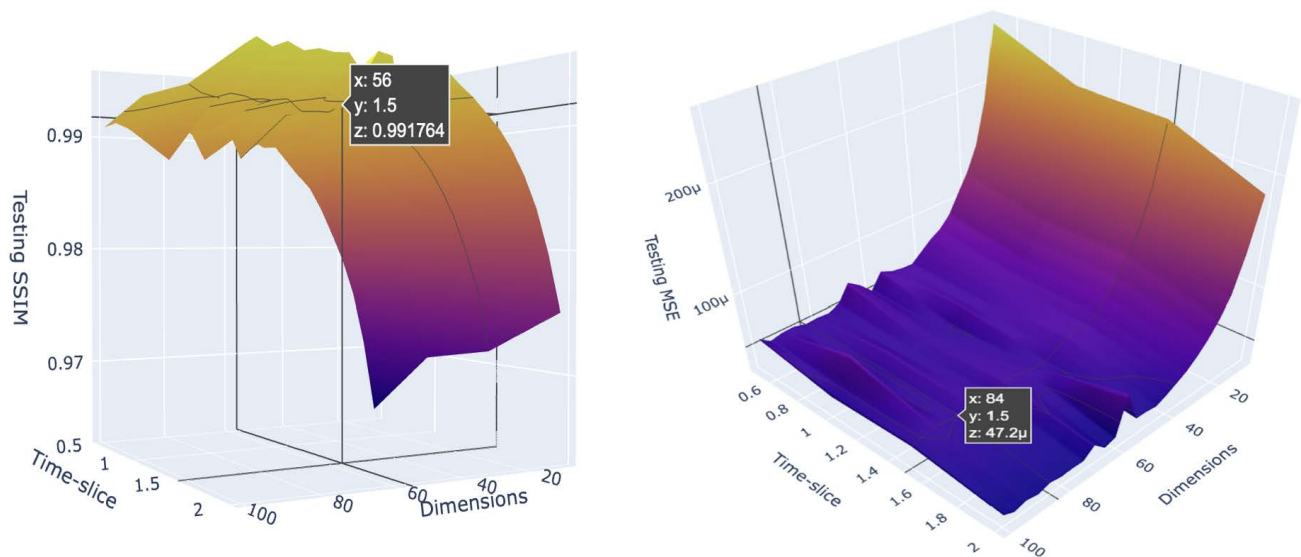 x: 56
y: 1.5
z: 0.991764
0.99
0.98
0.97
Testing SSIM
0.5
1
1.5
2
Time-slice
100
80
60
40
20
Dimensions
200μ
100μ
Testing MSE
x: 84
y: 1.5
z: 47.2μ
0.6
0.8
1
1.2
1.4
1.6
1.8
2
Time-slice
20
40
60
80
100
Dimensions